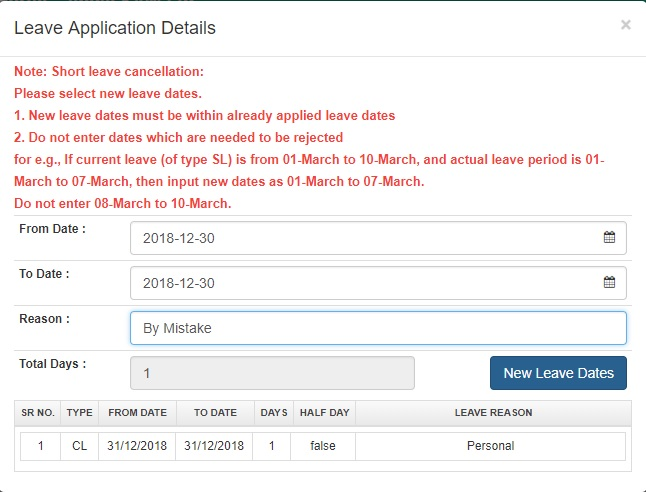 Leave Application Details
×
Note: Short leave cancellation:
Please select new leave dates.
1. New leave dates must be within already applied leave dates
2. Do not enter dates which are needed to be rejected
for e.g., If current leave (of type SL) is from 01-March to 10-March, and actual leave period is 01-
March to 07-March, then input new dates as 01-March to 07-March.
Do not enter 08-March to 10-March.
From Date : 2018-12-30
To Date : 2018-12-30
Reason : By Mistake
Total Days : 1 New Leave Dates
SR NO. TYPE FROM DATE TO DATE DAYS HALF DAY LEAVE REASON
1 CL 31/12/2018 31/12/2018 1 false Personal